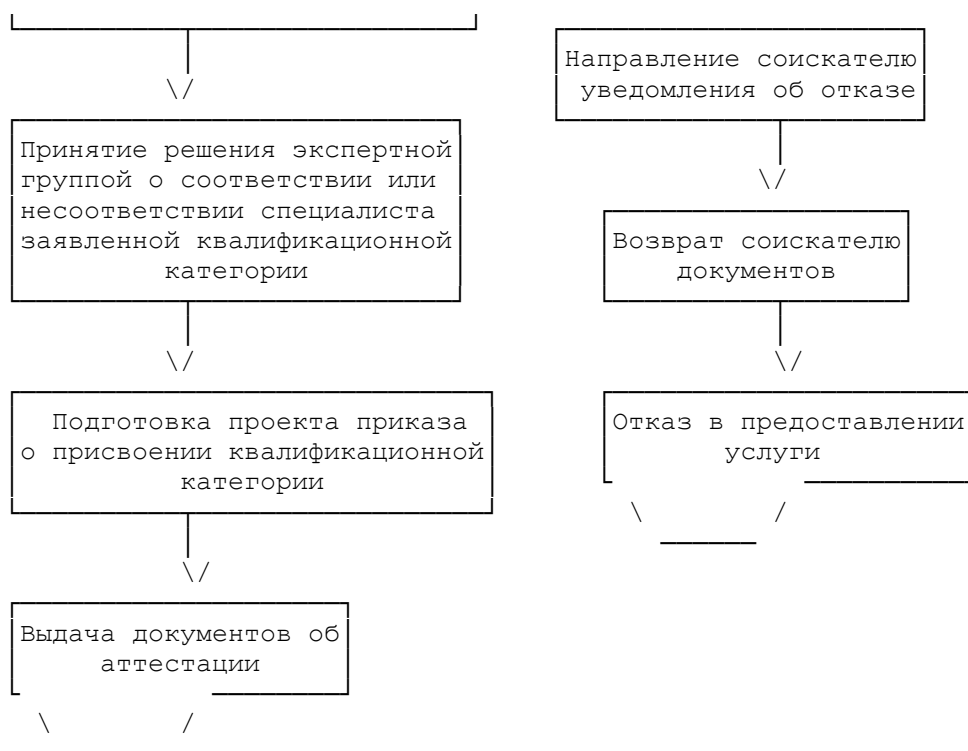 Принятие решения экспертной
группой о соответствии или
несоответствии специалиста
заявленной квалификационной
категории
Подготовка проекта приказа
о присвоении квалификационной
категории
Выдача документов об
аттестации
Направление соискателю
уведомления об отказе
Возврат соискателю
документов
Отказ в предоставлении
услуги